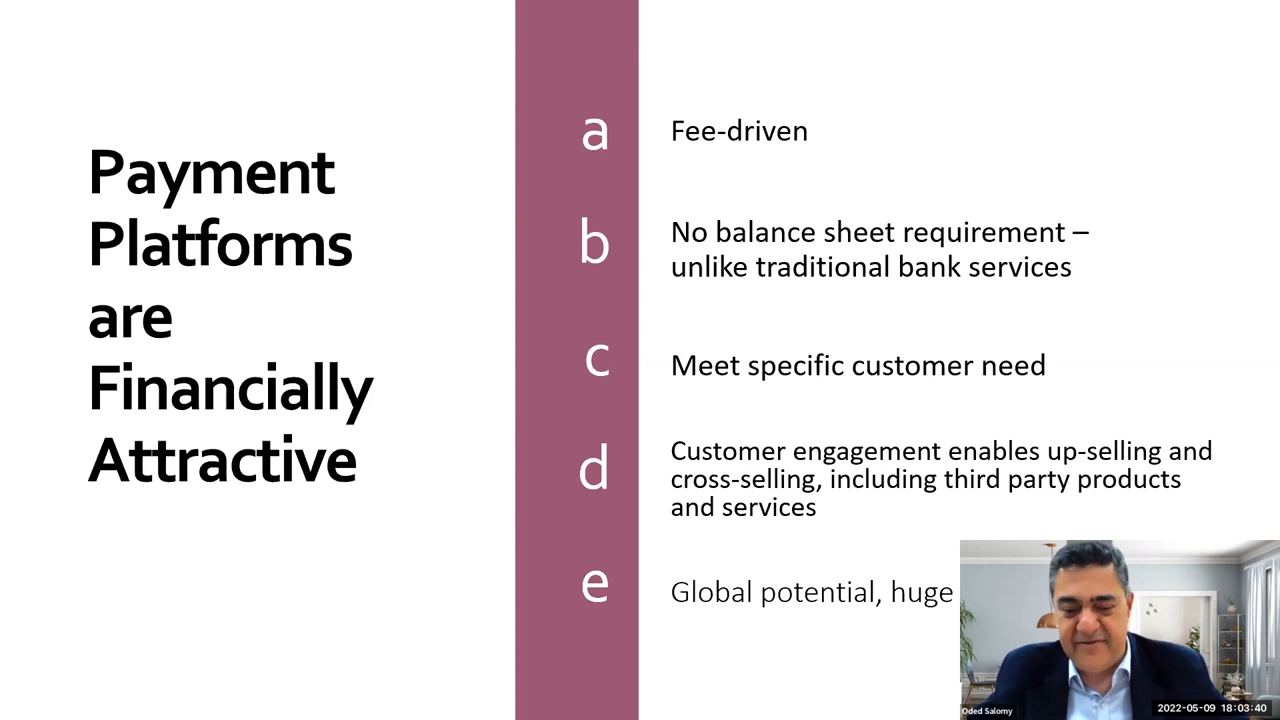 Payment
Platforms
are
Financially
Attractive
a
Fee-driven
b
No balance sheet requirement –
unlike traditional bank services
c
Meet specific customer need
d
Customer engagement enables up-selling and
cross-selling, including third party products
and services
e
Global potential, huge
Oded Salomy
2022-05-09 18:03:40